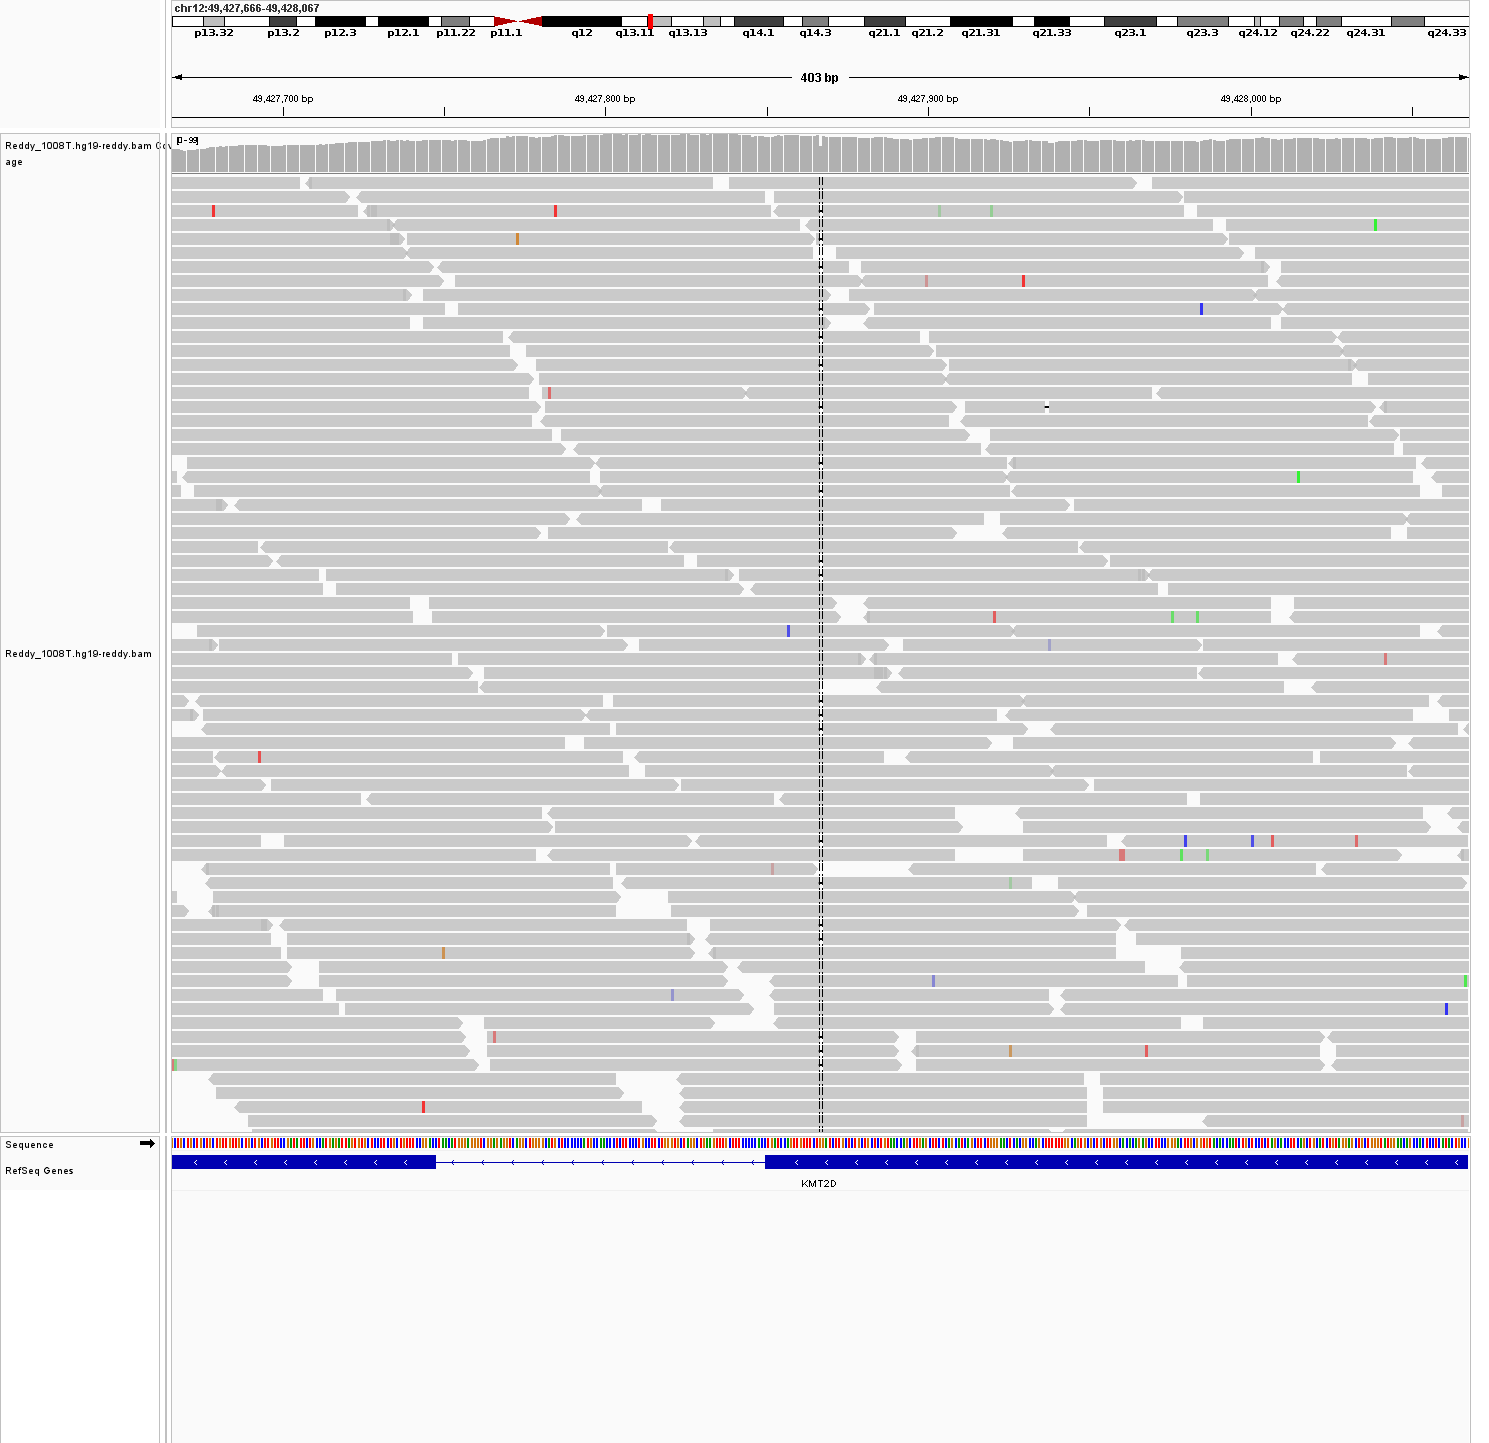 chr12:49,427,666-49,428,067
p13.32 p13.2 p12.3 p12.1 p11.22 p11.1 q12 q13.11 q13.13 q14.1 q14.3 q21.1 q21.2 q21.31 q21.33 q23.1 q23.3 q24.12 q24.22 q24.31 q24.33
403 bp
49,427,700 bp 49,427,800 bp 49,427,900 bp 49,428,000 bp
[0-99]
Reddy_1008T.hg19-reddy.bam Cov
age
Reddy_1008T.hg19-reddy.bam
Sequence
RefSeq Genes
KMT2D